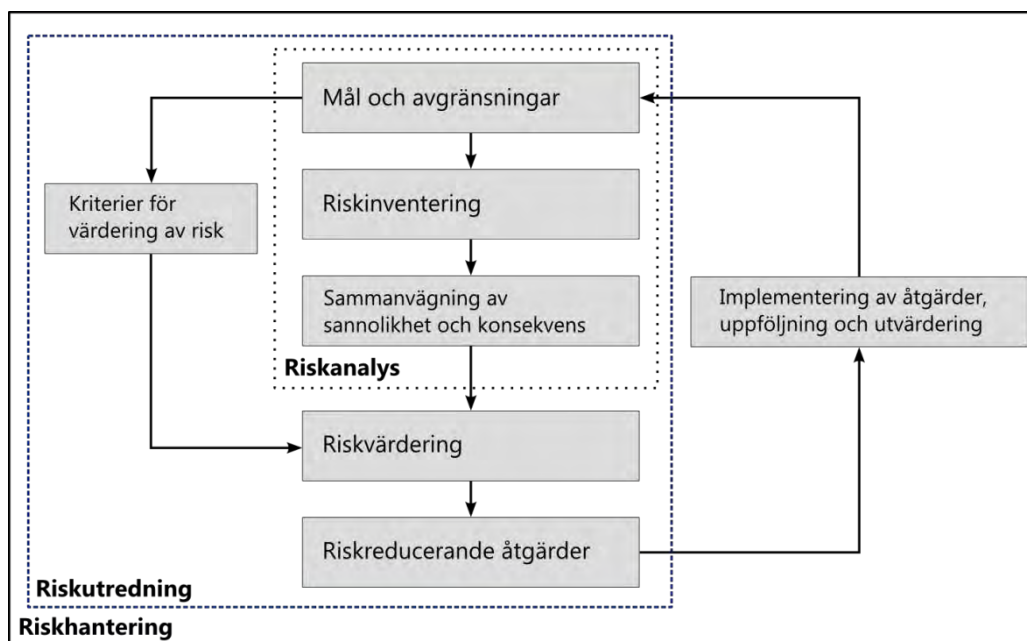 Mål och avgränsningar
Riskinventering
Kriterier för
värdering av risk
Sammanvägning av
sannolikhet och konsekvens
Implementering av åtgärder,
uppföljning och utvärdering
Riskanalys
Riskvärdering
Riskreducerande åtgärder
Riskutredning
Riskhantering